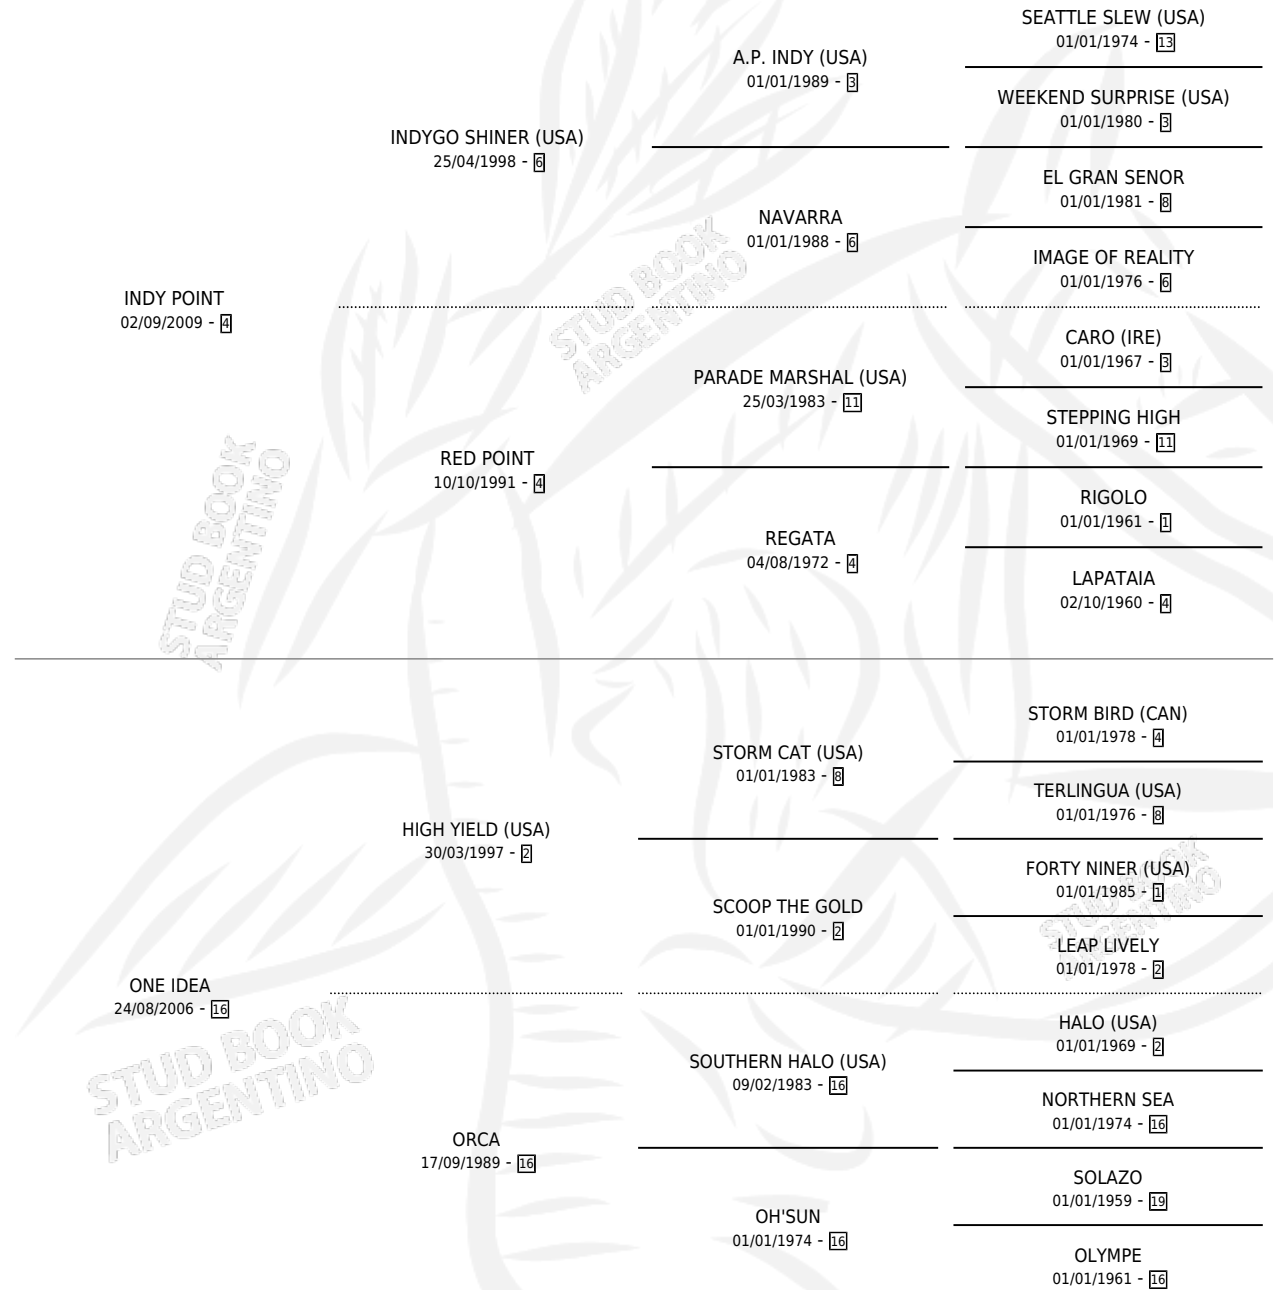 SEATTLE SLEW (USA)
01/01/1974 - 13
A.P. INDY (USA)
01/01/1989 - 3
WEEKEND SURPRISE (USA)
01/01/1980 - 3
INDYGO SHINER (USA)
25/04/1998 - 6
EL GRAN SENOR
01/01/1981 - 8
NAVARRA
01/01/1988 - 6
IMAGE OF REALITY
01/01/1976 - 6
INDY POINT
02/09/2009 - 4
CARO (IRE)
01/01/1967 - 3
PARADE MARSHAL (USA)
25/03/1983 - 11
STEPPING HIGH
01/01/1969 - 11
RED POINT
10/10/1991 - 4
RIGOLO
01/01/1961 - 1
REGATA
04/08/1972 - 4
LAPATAIA
02/10/1960 - 4
STORM BIRD (CAN)
01/01/1978 - 4
STORM CAT (USA)
01/01/1983 - 8
TERLINGUA (USA)
01/01/1976 - 8
HIGH YIELD (USA)
30/03/1997 - 2
FORTY NINER (USA)
01/01/1985 - 1
SCOOP THE GOLD
01/01/1990 - 2
LEAP LIVELY
01/01/1978 - 2
ONE IDEA
24/08/2006 - 16
HALO (USA)
01/01/1969 - 2
SOUTHERN HALO (USA)
09/02/1983 - 16
NORTHERN SEA
01/01/1974 - 16
ORCA
17/09/1989 - 16
SOLAZO
01/01/1959 - 19
OH'SUN
01/01/1974 - 16
OLYMPE
01/01/1961 - 16
STUD BOOK
ARGENTINO
STUD BOOK
ARGENTINO
STUD BOOK
ARGENTINO
STUD BOOK
ARGENTINO